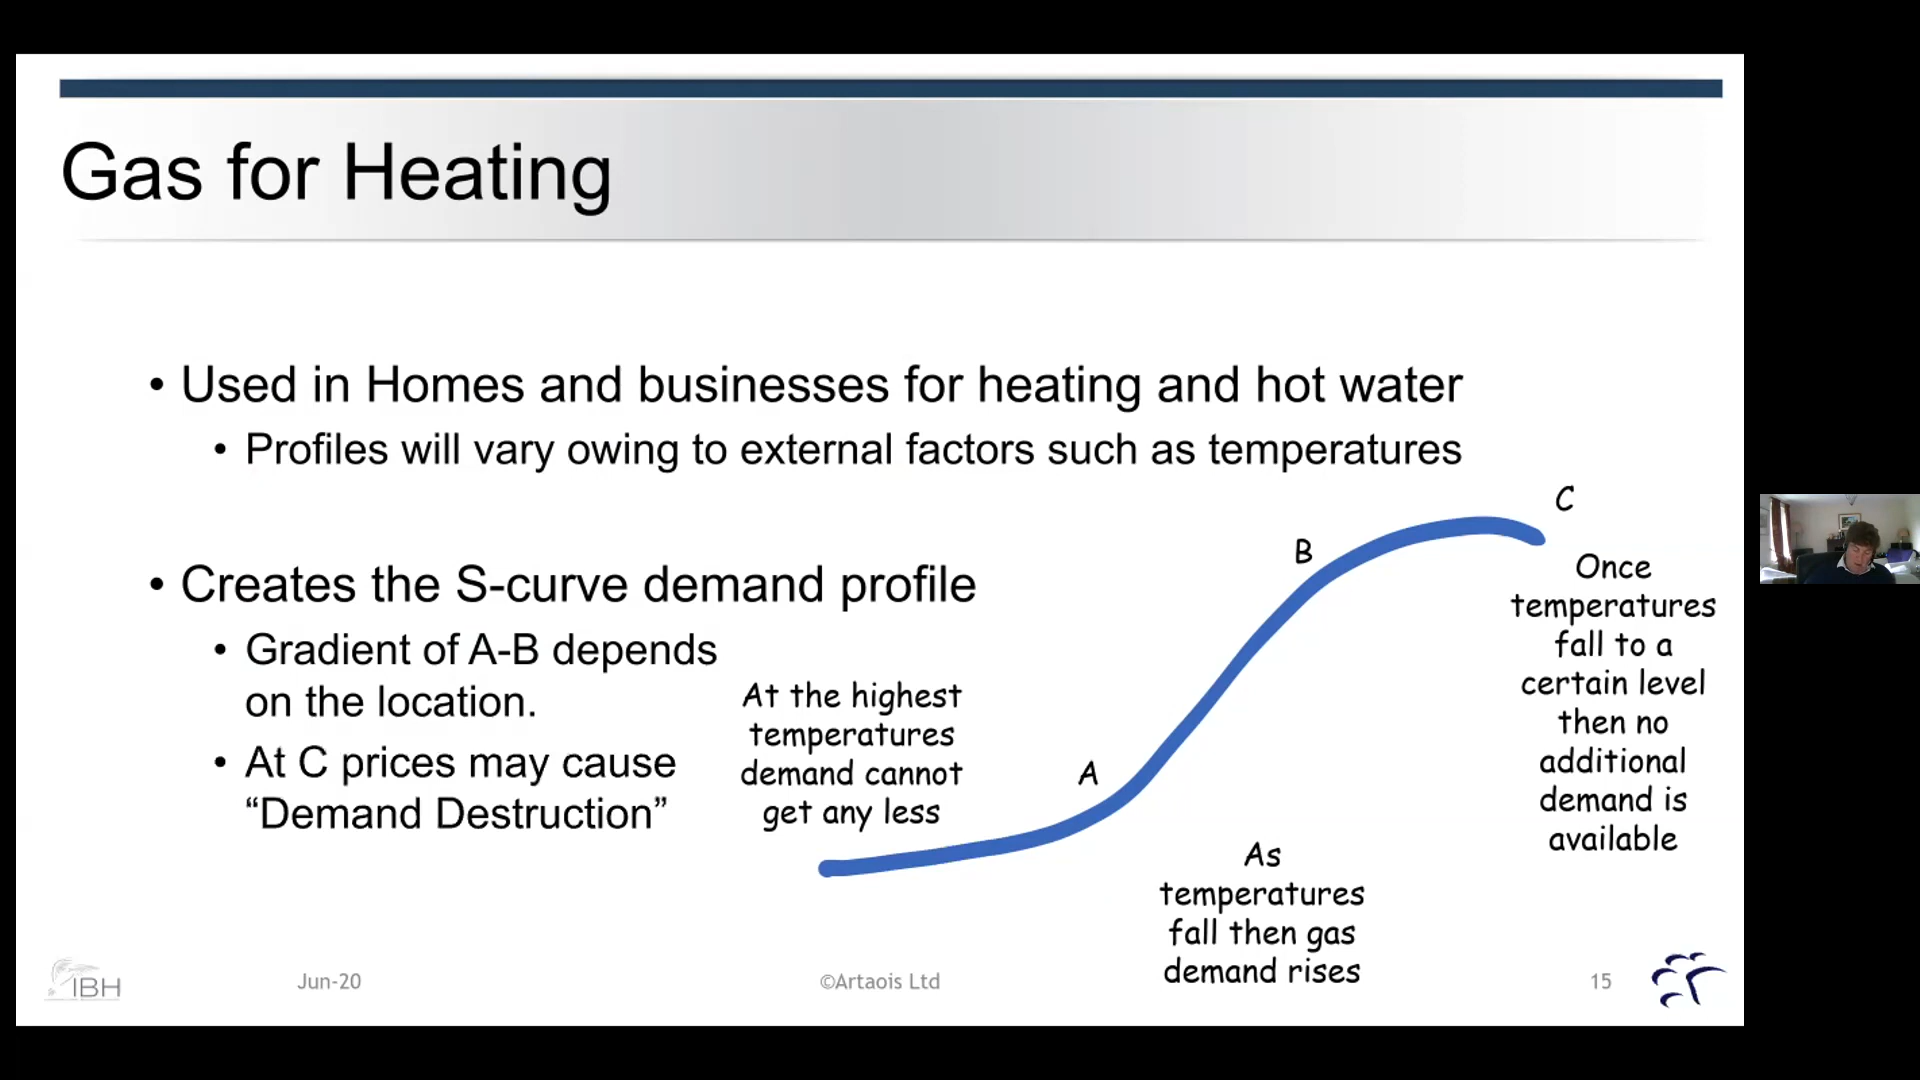 Gas for Heating
• Used in Homes and businesses for heating and hot water
• Profiles will vary owing to external factors such as temperatures
• Creates the S-curve demand profile
• Gradient of A-B depends
on the location.
• At C prices may cause
“Demand Destruction”
At the highest
temperatures
demand cannot
get any less
A
As
temperatures
fall then gas
demand rises
B
C
Once
temperatures
fall to a
certain level
then no
additional
demand is
available
IBH
Jun-20
©Artaois Ltd
15